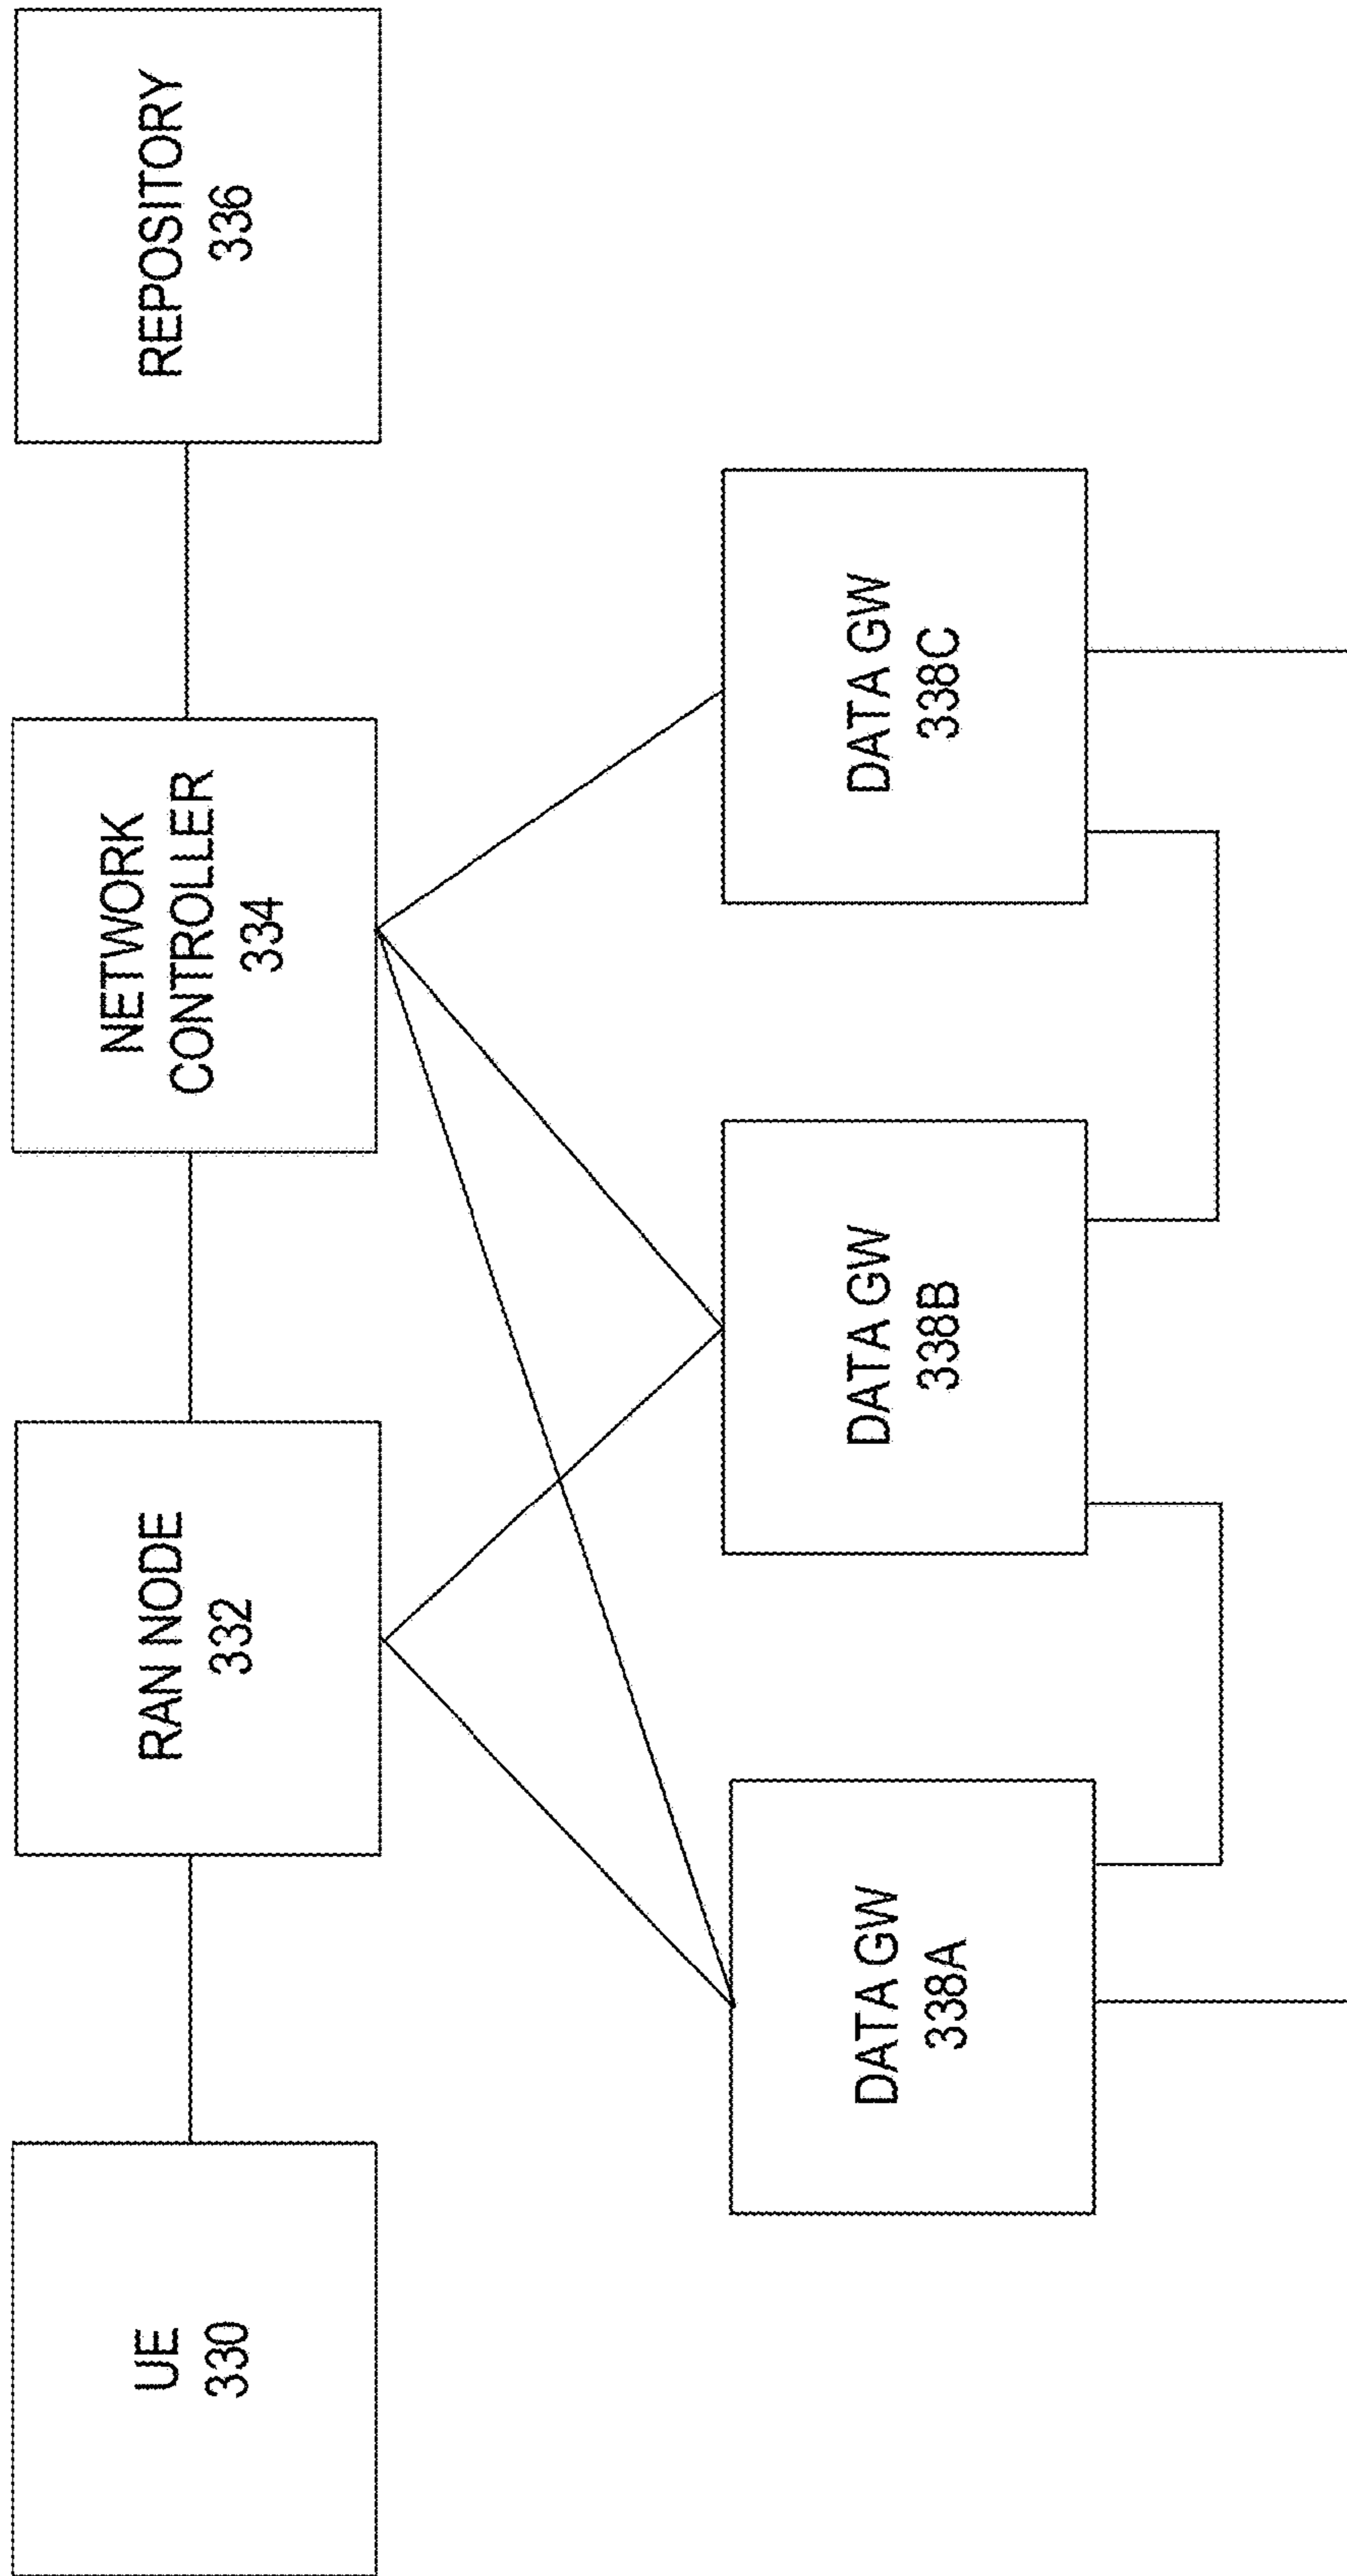 UE
330
RAN NODE
332
NETWORK
CONTROLLER
334
REPOSITORY
336
DATA GW
338A
DATA GW
338B
DATA GW
338C